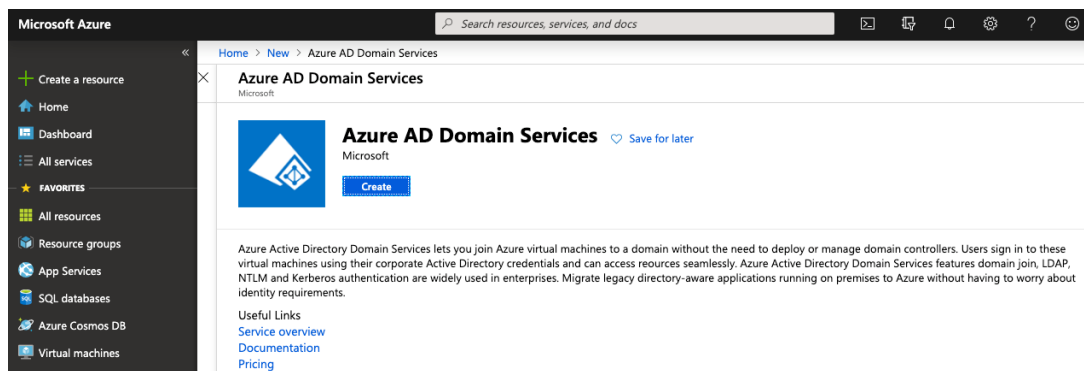 Microsoft Azure
Search resources, services, and docs
Home > New > Azure AD Domain Services
Create a resource
Home
Dashboard
All services
FAVORITES
All resources
Resource groups
App Services
SQL databases
Azure Cosmos DB
Virtual machines
Azure AD Domain Services
Microsoft
Azure AD Domain Services
Save for later
Microsoft
Create
Azure Active Directory Domain Services lets you join Azure virtual machines to a domain without the need to deploy or manage domain controllers. Users sign in to these
virtual machines using their corporate Active Directory credentials and can access reources seamlessly. Azure Active Directory Domain Services features domain join, LDAP,
NTLM and Kerberos authentication are widely used in enterprises. Migrate legacy directory-aware applications running on premises to Azure without having to worry about
identity requirements.
Useful Links
Service overview
Documentation
Pricing